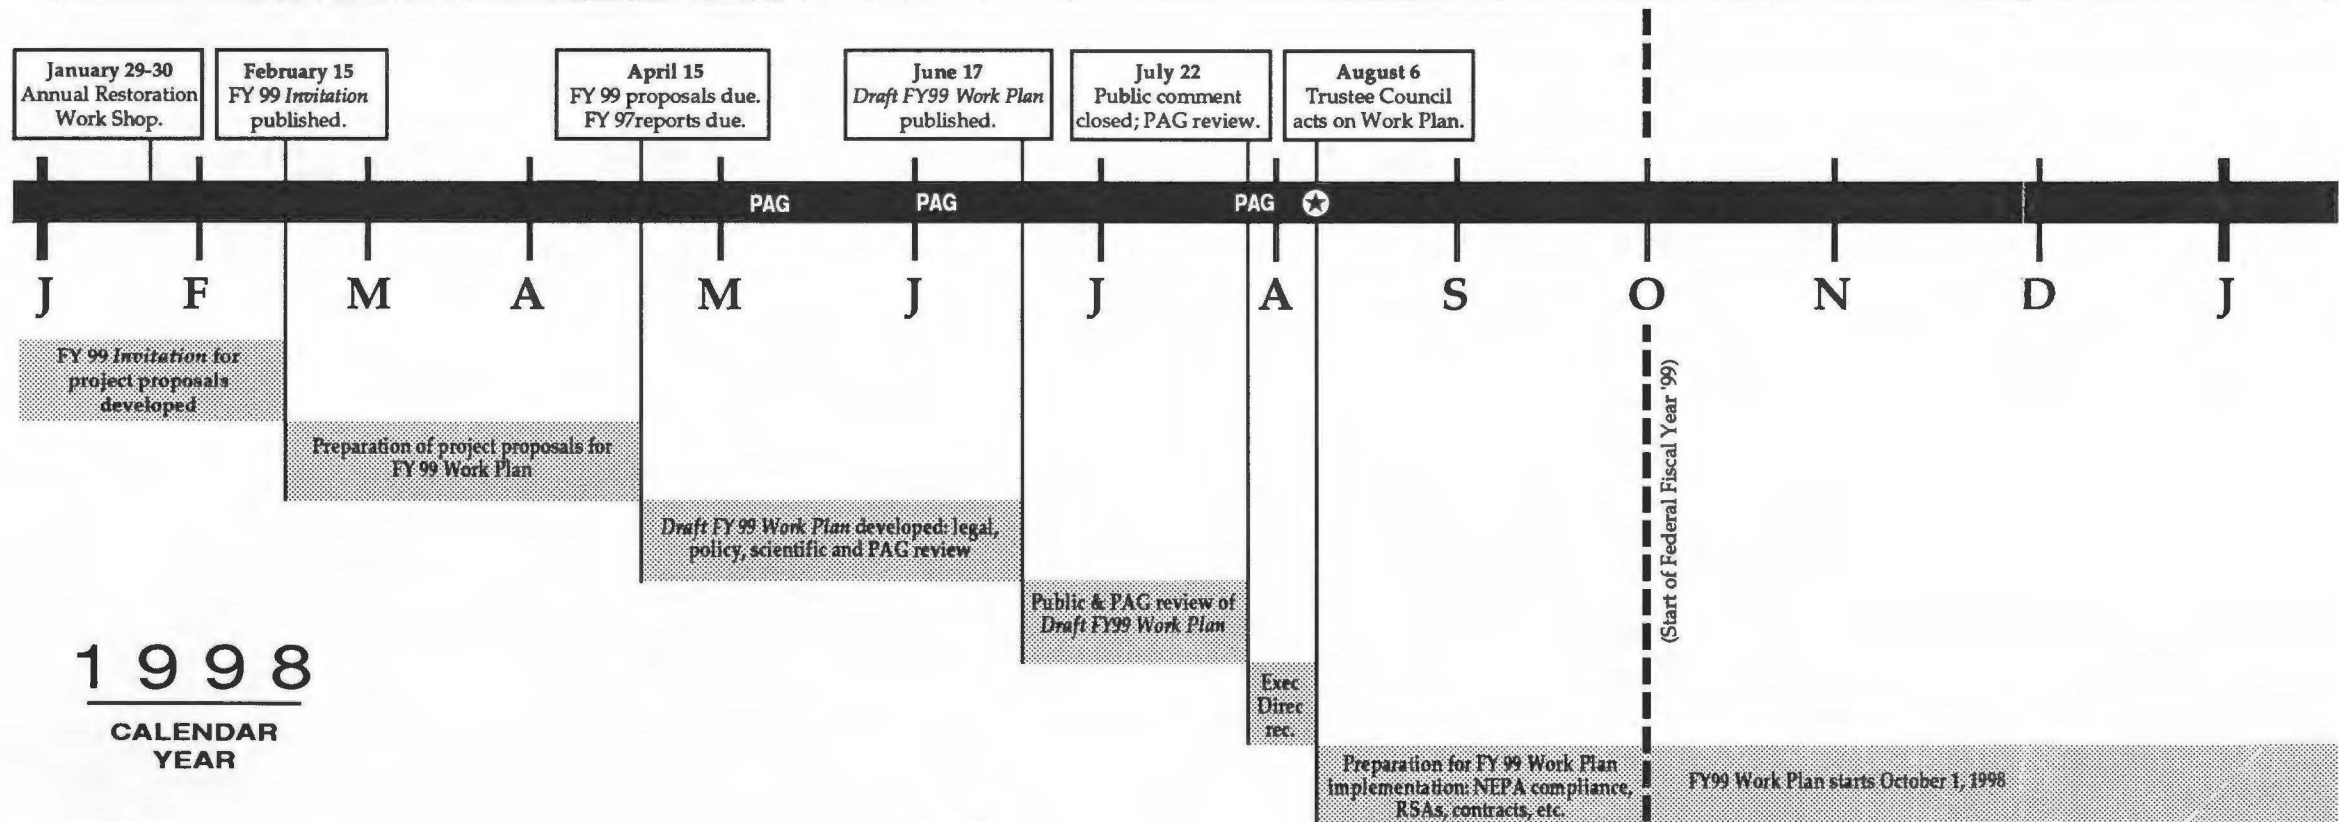 January 29-30
Annual Restoration
Work Shop.
February 15
FY 99 Invitation
published.
April 15
FY 99 proposals due.
FY 97reports due.
June 17
Draft FY99 Work Plan
published.
July 22
Public comment
closed; PAG review.
August 6
Trustee Council
acts on Work Plan.
PAG PAG PAG
J F M A M J J A S O N D J
FY 99 Invitation for
project proposals
developed
Preparation of project proposals for
FY 99 Work Plan
Draft FY 99 Work Plan developed: legal,
policy, scientific and PAG review
Public & PAG review of
Draft FY99 Work Plan
Exec
Direc
rec.
(Start of Federal Fiscal Year '99)
1998
CALENDAR
YEAR
Preparation for FY 99 Work Plan
implementation: NEPA compliance,
RSAs, contracts, etc.
FY99 Work Plan starts October 1, 1998